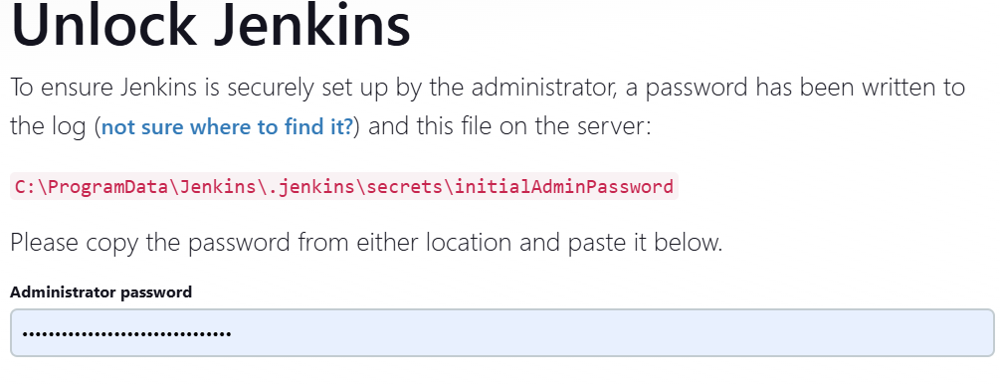 Unlock Jenkins
To ensure Jenkins is securely set up by the administrator, a password has been written to
the log (not sure where to find it?) and this file on the server:
C:\ProgramData\Jenkins\.jenkins\secrets\initialAdminPassword
Please copy the password from either location and paste it below.
Administrator password
••••••••••••••••••••••••••••••••